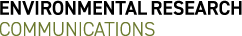 ENVIRONMENTAL RESEARCH
COMMUNICATIONS